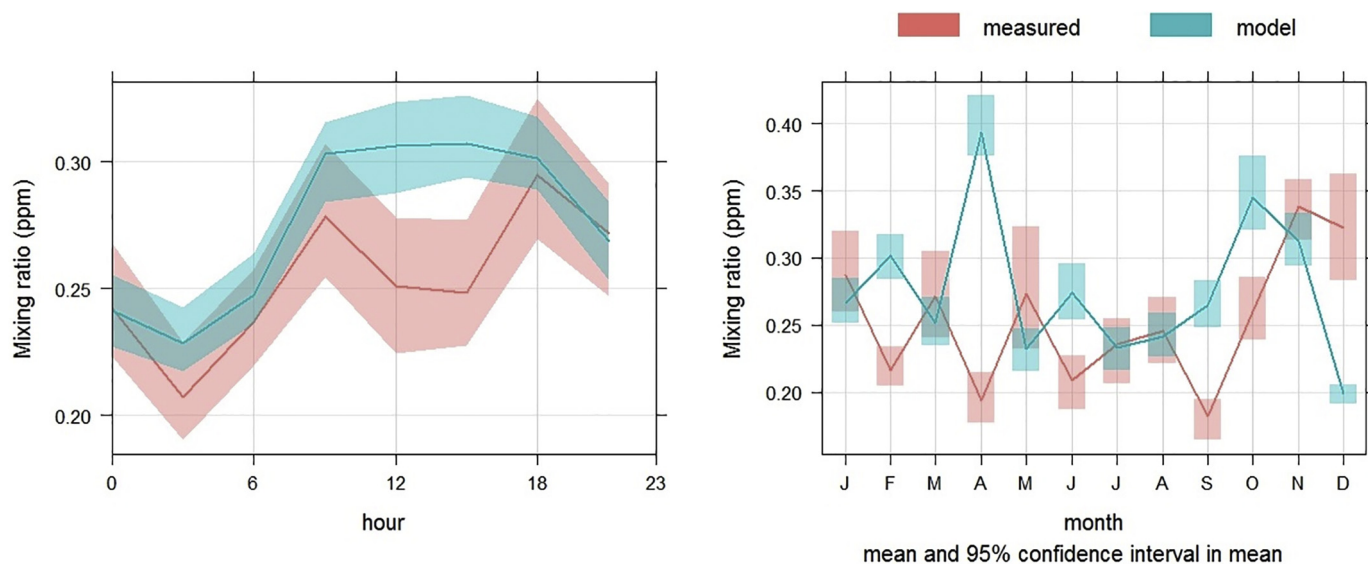 measured model
Mixing ratio (ppm)
0.30
0.25
0.20
0 6 12 18 23
hour
Mixing ratio (ppm)
0.40
0.35
0.30
0.25
0.20
J F M A M J J A S O N D
month
mean and 95% confidence interval in mean